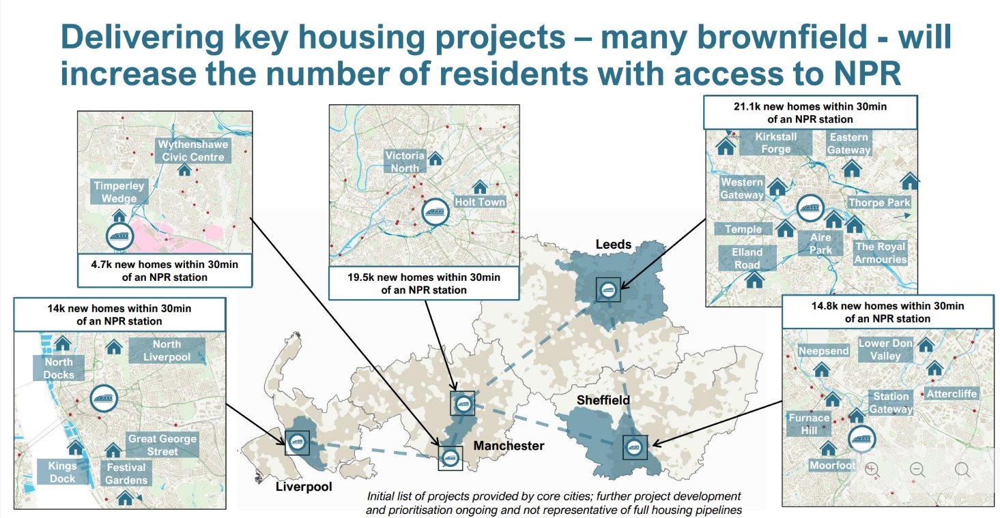 Delivering key housing projects – many brownfield - will
increase the number of residents with access to NPR
Wythenshawe
Civic Centre
Timperley
Wedge
4.7k new homes within 30min
of an NPR station
Victoria
North
Holt Town
19.5k new homes within 30min
of an NPR station
21.1k new homes within 30min
of an NPR station
Kirkstall
Forge
Eastern
Gateway
Western
Gateway
Thorpe Park
Temple
Aire
Park
The Royal
Armouries
Elland
Road
14k new homes within 30min
of an NPR station
North
Docks
North
Liverpool
Great George
Street
Kings
Dock
Festival
Gardens
14.8k new homes within 30min
of an NPR station
Neepsend
Lower Don
Valley
Station
Gateway
Attercliffe
Furnace
Hill
Moorfoot
Leeds
Sheffield
Manchester
Liverpool
Initial list of projects provided by core cities; further project development
and prioritisation ongoing and not representative of full housing pipelines